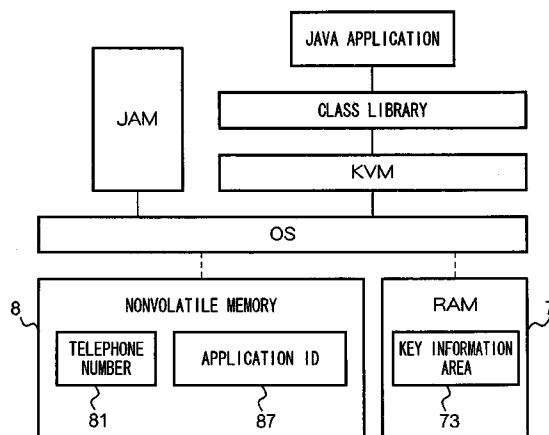 JAVA APPLICATION
JAM
CLASS LIBRARY
KVM
OS
8
NONVOLATILE MEMORY
RAM
7
TELEPHONE
NUMBER
APPLICATION ID
KEY INFORMATION
AREA
81
87
73